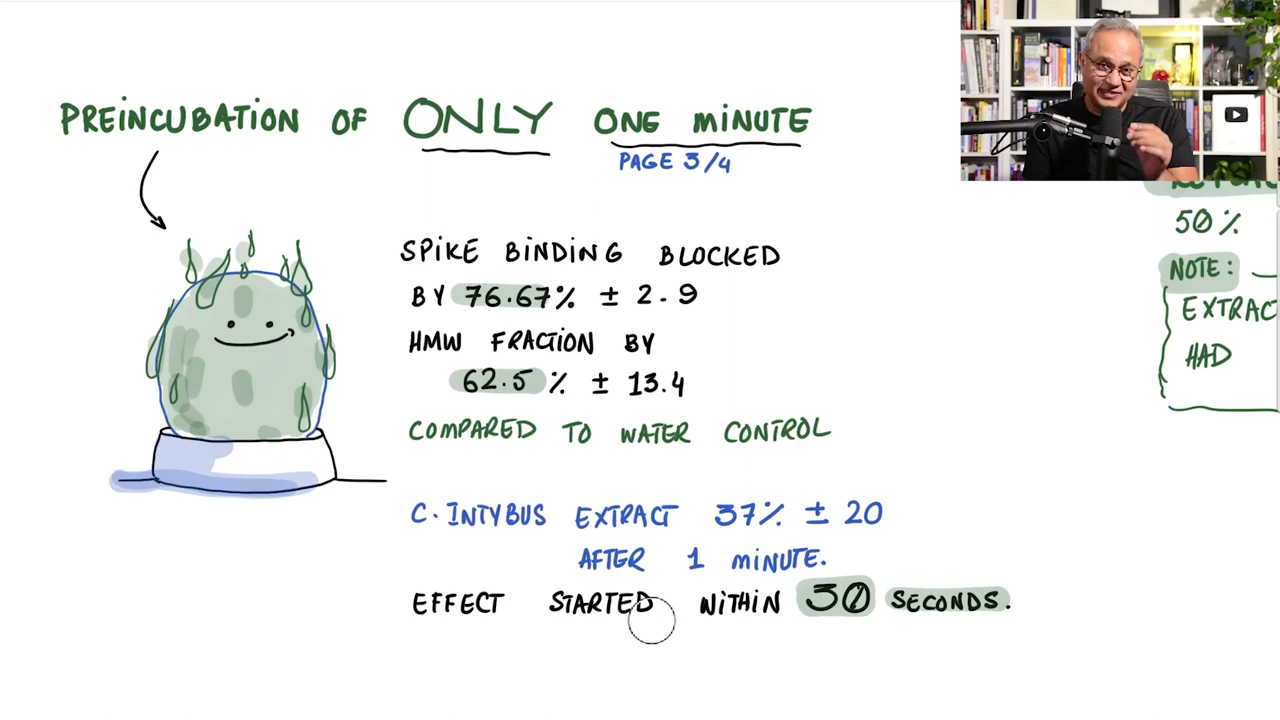 PREINCUBATION OF ONLY ONE MINUTE
PAGE 3/4
SPIKE BINDING BLOCKED
BY 76.67% ± 2.9
HMW FRACTION BY
62.5 % ± 13.4
COMPARED TO WATER CONTROL
C. INTYBUS EXTRACT 37% ± 20
AFTER 1 MINUTE.
EFFECT STARTED WITHIN 30 SECONDS.
50%
NOTE:
EXTRAC
HAD